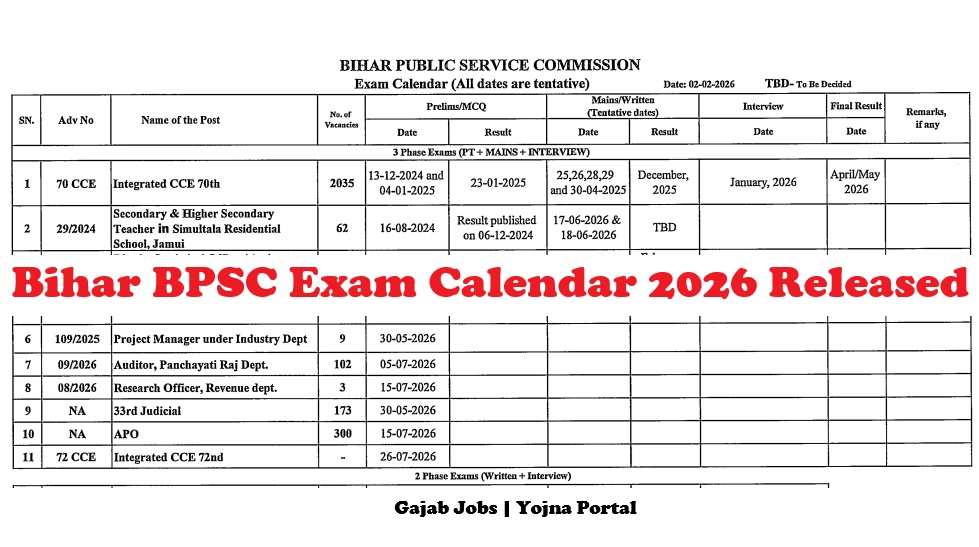 BIHAR PUBLIC SERVICE COMMISSION
Exam Calendar (All dates are tentative) Date: 02-02-2026 TBD- To Be Decided
SN. Adv No Name of the Post No. of Vacancies Prelims/MCQ Mains/Written (Tentative dates) Interview Final Result Remarks, if any
Date Result Date Result Date Date
3 Phase Exams (PT + MAINS + INTERVIEW)
1 70 CCE Integrated CCE 70th 2035 13-12-2024 and 04-01-2025 23-01-2025 25,26,28,29 and 30-04-2025 December, 2025 January, 2026 April/May 2026
2 29/2024 Secondary & Higher Secondary Teacher in Simultala Residential School, Jamui 62 16-08-2024 Result published on 06-12-2024 17-06-2026 & 18-06-2026 TBD
Bihar BPSC Exam Calendar 2026 Released
6 109/2025 Project Manager under Industry Dept 9 30-05-2026
7 09/2026 Auditor, Panchayati Raj Dept. 102 05-07-2026
8 08/2026 Research Officer, Revenue dept. 3 15-07-2026
9 NA 33rd Judicial 173 30-05-2026
10 NA APO 300 15-07-2026
11 72 CCE Integrated CCE 72nd - 26-07-2026
2 Phase Exams (Written + Interview)
Gajab Jobs | Yojna Portal